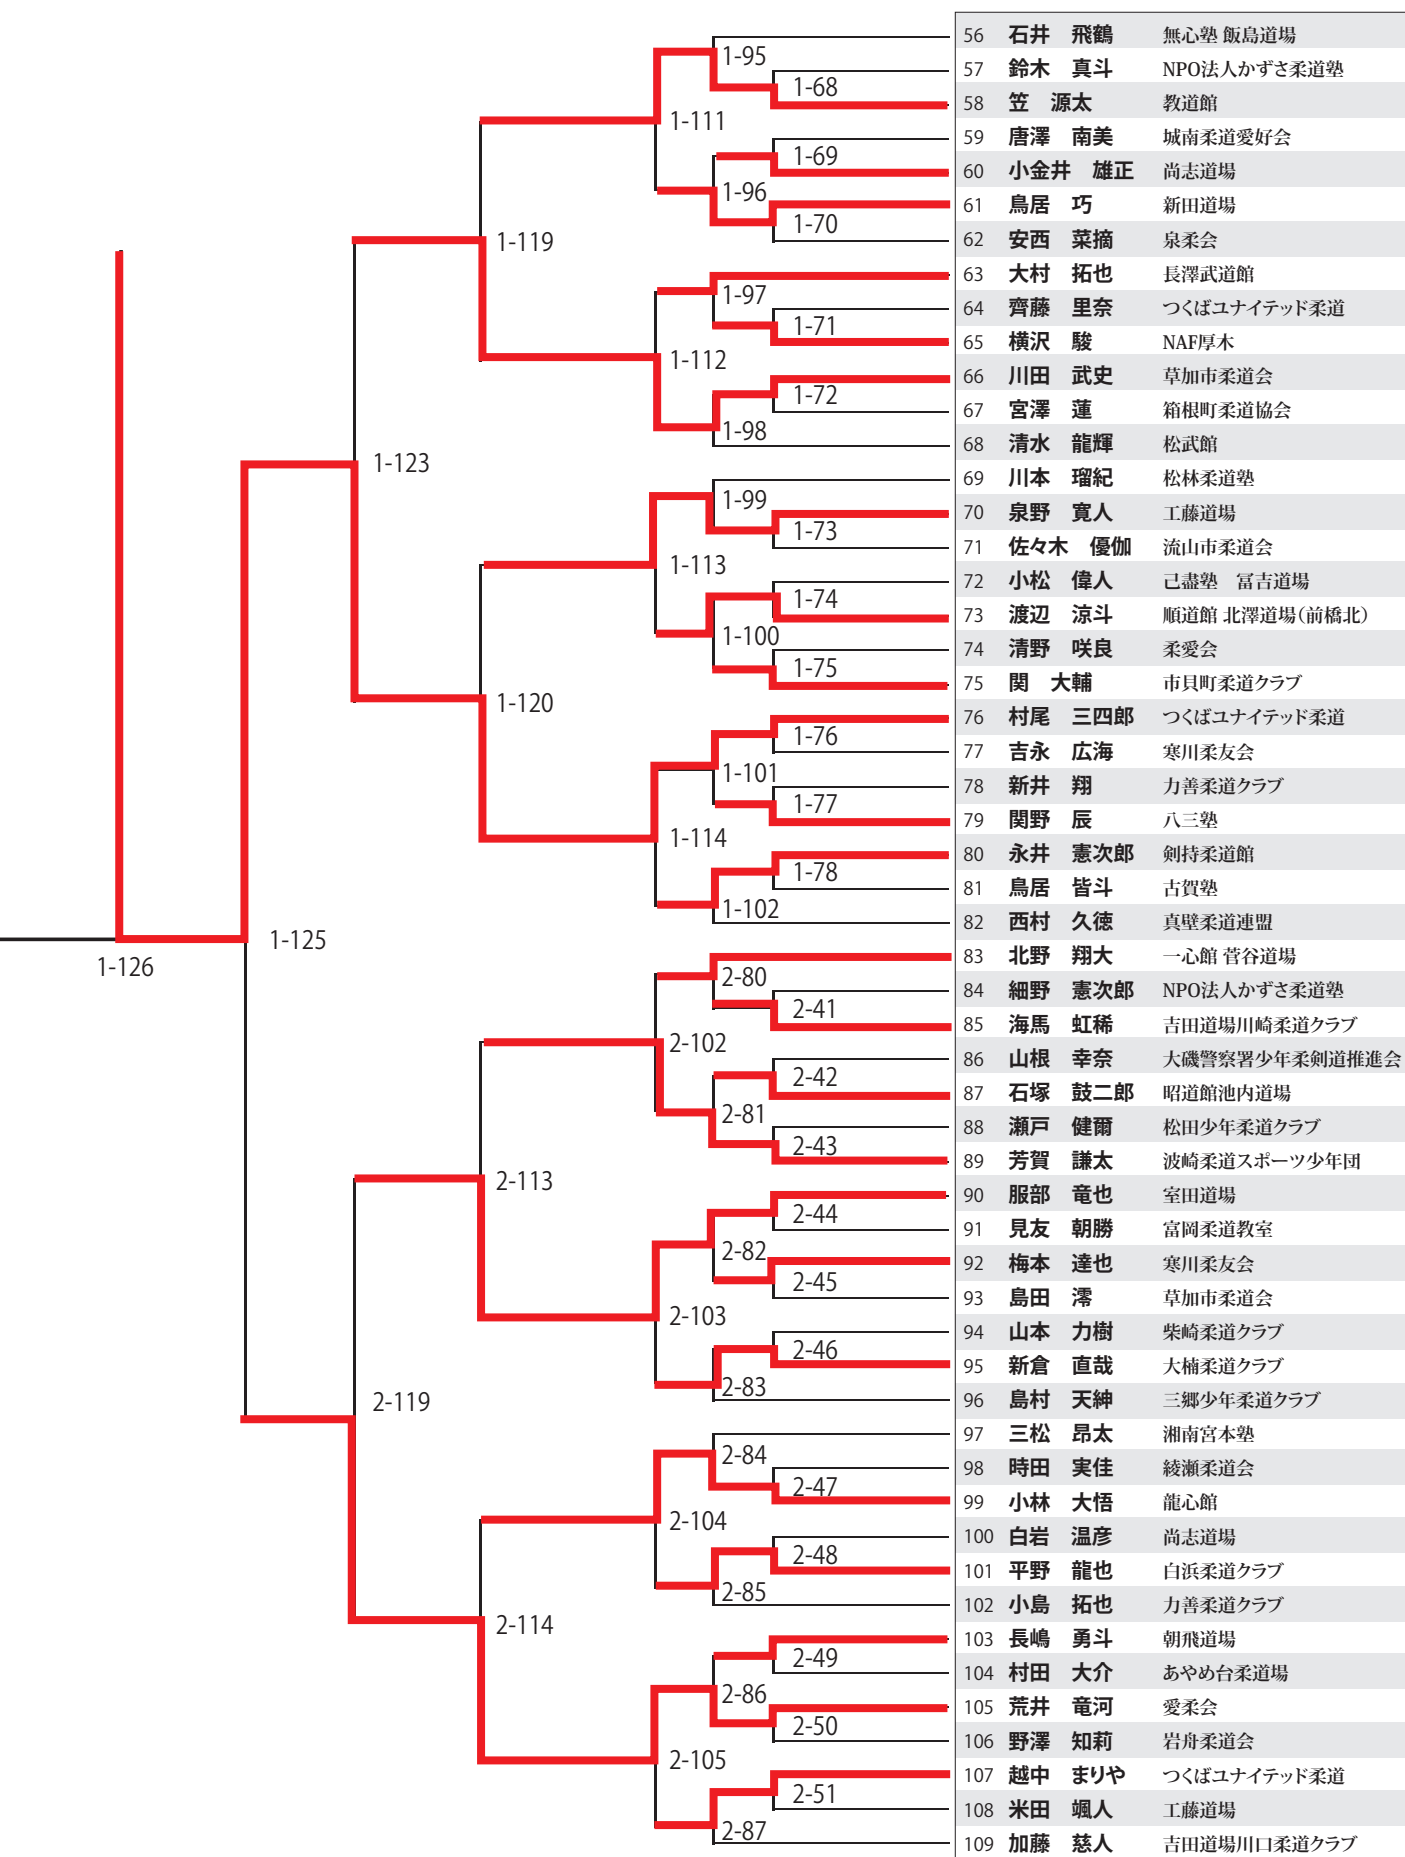 56 石井　飛鶴 無心塾 飯島道場
1-95
57 鈴木　真斗 NPO法人かずさ柔道塾
1-68
58 笠　源太 教道館
1-111
59 唐澤　南美 城南柔道愛好会
1-69
60 小金井　雄正 尚志道場
1-96
61 鳥居　巧 新田道場
1-70
62 安西　菜摘 泉柔会
1-119
63 大村　拓也 長澤武道館
1-97
64 齊藤　里奈 つくばユナイテッド柔道
1-71
65 横沢　駿 NAF厚木
1-112
66 川田　武史 草加市柔道会
1-72
67 宮澤　蓮 箱根町柔道協会
1-98
68 清水　龍輝 松武館
1-123
69 川本　瑠紀 松林柔道塾
1-99
70 泉野　寛人 工藤道場
1-73
71 佐々木　優伽 流山市柔道会
1-113
72 小松　偉人 己盡塾　冨吉道場
1-74
73 渡辺　涼斗 順道館 北澤道場（前橋北）
1-100
74 清野　咲良 柔愛会
1-75
75 関　大輔 市貝町柔道クラブ
1-120
76 村尾　三四郎 つくばユナイテッド柔道
1-76
77 吉永　広海 寒川柔友会
1-101
78 新井　翔 力善柔道クラブ
1-77
79 関野　辰 八三塾
1-114
80 永井　憲次郎 剣持柔道館
1-78
81 鳥居　皆斗 古賀塾
1-102
82 西村　久徳 真壁柔道連盟
1-125
83 北野　翔大 一心館 菅谷道場
1-126
2-80
84 細野　憲次郎 NPO法人かずさ柔道塾
2-41
85 海馬　虹稀 吉田道場川崎柔道クラブ
2-102
86 山根　幸奈 大磯警察署少年柔剣道推進会
2-42
87 石塚　鼓二郎 昭道館池内道場
2-81
88 瀬戸　健爾 松田少年柔道クラブ
2-43
89 芳賀　謙太 波崎柔道スポーツ少年団
2-113
90 服部　竜也 室田道場
2-44
91 見友　朝勝 富岡柔道教室
2-82
92 梅本　達也 寒川柔友会
2-45
93 島田　澪 草加市柔道会
2-103
94 山本　力樹 柴崎柔道クラブ
2-46
95 新倉　直哉 大楠柔道クラブ
2-83
96 島村　天紳 三郷少年柔道クラブ
2-119
97 三松　昂太 湘南宮本塾
2-84
98 時田　実佳 綾瀬柔道会
2-47
99 小林　大悟 龍心館
2-104
100 白岩　温彦 尚志道場
2-48
101 平野　龍也 白浜柔道クラブ
2-85
102 小島　拓也 力善柔道クラブ
2-114
103 長嶋　勇斗 朝飛道場
2-49
104 村田　大介 あやめ台柔道場
2-86
105 荒井　竜河 愛柔会
2-50
106 野澤　知莉 岩舟柔道会
2-105
107 越中　まりや つくばユナイテッド柔道
2-51
108 米田　颯人 工藤道場
2-87
109 加藤　慈人 吉田道場川口柔道クラブ